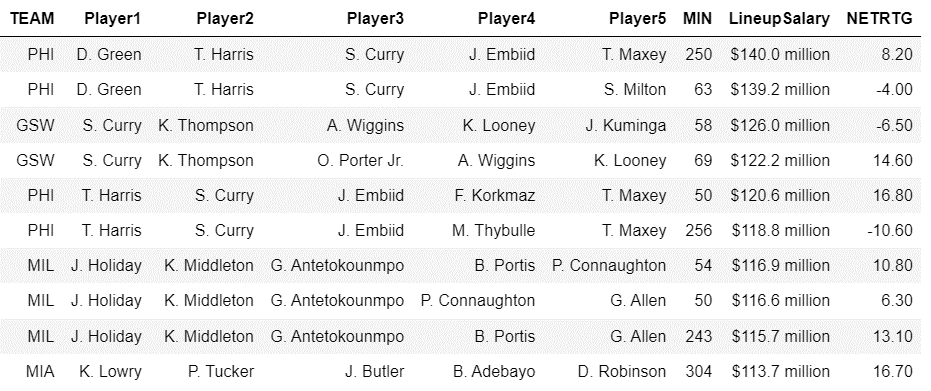 TEAM Player1 Player2 Player3 Player4 Player5 MIN LineupSalary NETRTG
PHI D. Green T. Harris S. Curry J. Embiid T. Maxey 250 $140.0 million 8.20
PHI D. Green T. Harris S. Curry J. Embiid S. Milton 63 $139.2 million -4.00
GSW S. Curry K. Thompson A. Wiggins K. Looney J. Kuminga 58 $126.0 million -6.50
GSW S. Curry K. Thompson O. Porter Jr. A. Wiggins K. Looney 69 $122.2 million 14.60
PHI T. Harris S. Curry J. Embiid F. Korkmaz T. Maxey 50 $120.6 million 16.80
PHI T. Harris S. Curry J. Embiid M. Thybulle T. Maxey 256 $118.8 million -10.60
MIL J. Holiday K. Middleton G. Antetokounmpo B. Portis P. Connaughton 54 $116.9 million 10.80
MIL J. Holiday K. Middleton G. Antetokounmpo P. Connaughton G. Allen 50 $116.6 million 6.30
MIL J. Holiday K. Middleton G. Antetokounmpo B. Portis G. Allen 243 $115.7 million 13.10
MIA K. Lowry P. Tucker J. Butler B. Adebayo D. Robinson 304 $113.7 million 16.70